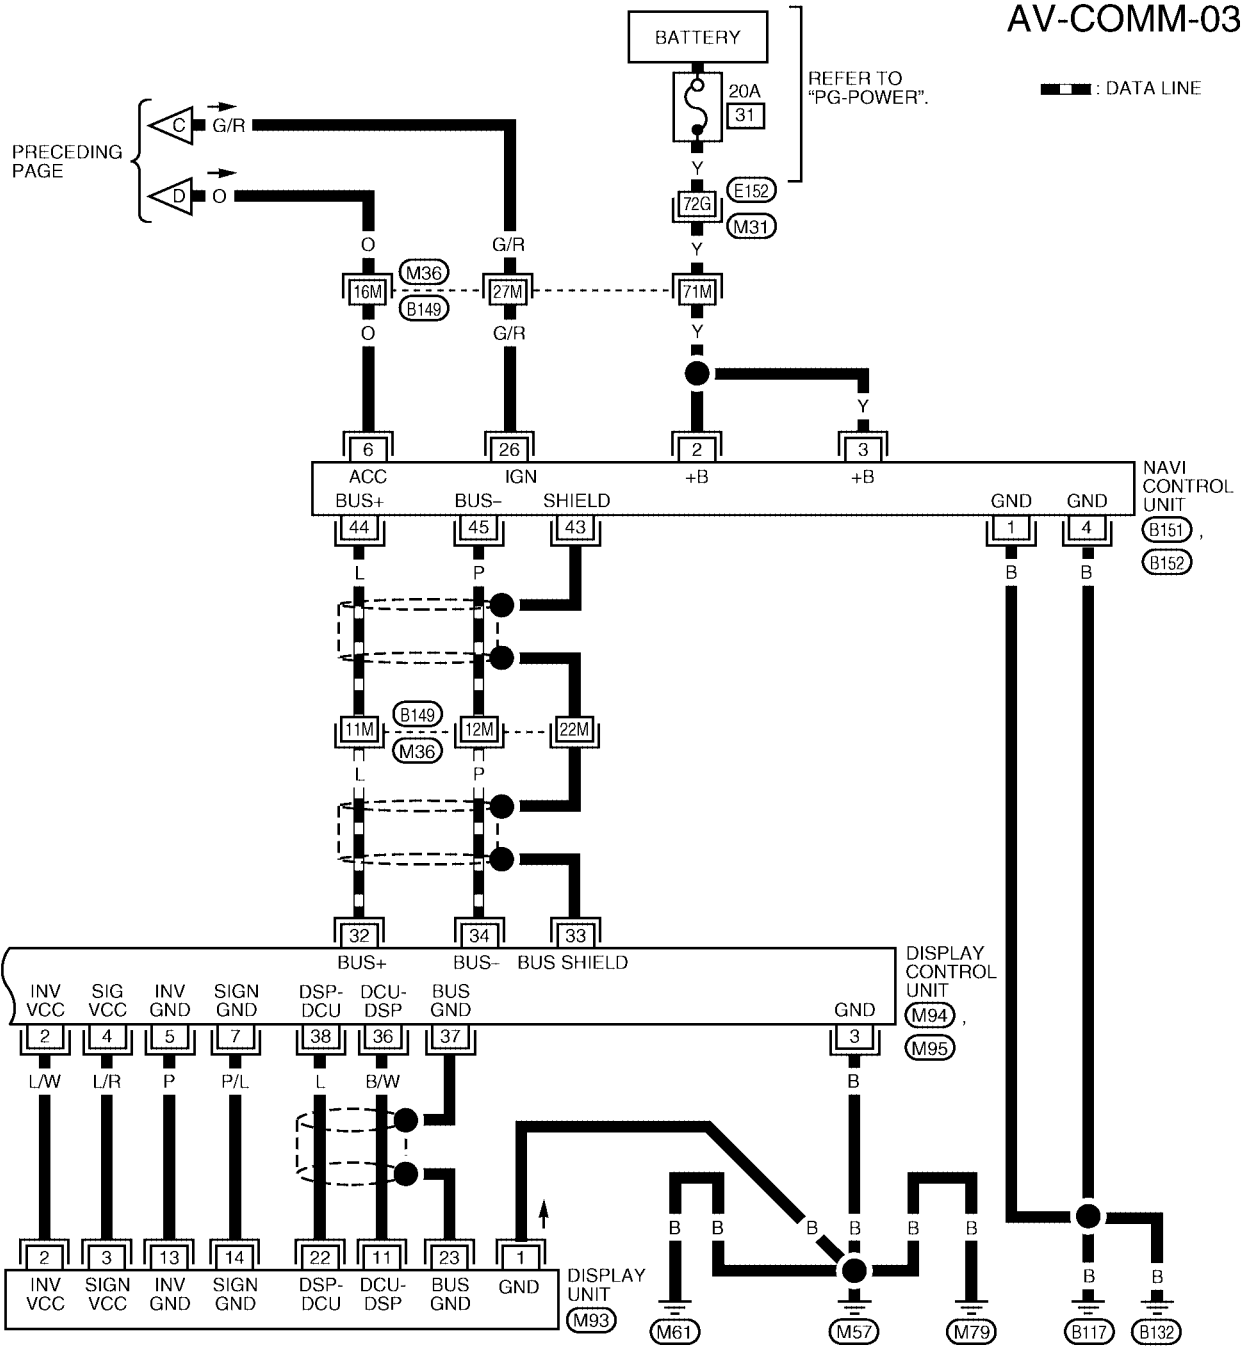 AV-COMM-03
BATTERY
REFER TO
"PG-POWER".
: DATA LINE
20A
31
PRECEDING
PAGE
C G/R
D O
Y
72G
E152
M31
O G/R Y
16M M36 27M 71M
B149
O G/R Y
Y
6 26 2 3
ACC IGN +B +B
BUS+ BUS– SHIELD GND GND
NAVI
CONTROL
UNIT
B151 ,
B152
44 45 43 1 4
L P B B
11M B149 12M 22M
M36
L P
32 34 33
BUS+ BUS– BUS SHIELD
DISPLAY
CONTROL
UNIT
M94 ,
M95
INV SIG INV SIGN DSP- DCU- BUS
VCC VCC GND GND DCU DSP GND GND
2 4 5 7 38 36 37 3
L/W L/R P P/L L B/W B
B B B B B B
2 3 13 14 22 11 23 1
INV SIGN INV SIGN DSP- DCU- BUS GND
VCC VCC GND GND DCU DSP GND
DISPLAY
UNIT
M93
B B
M61 M57 M79 B117 B132